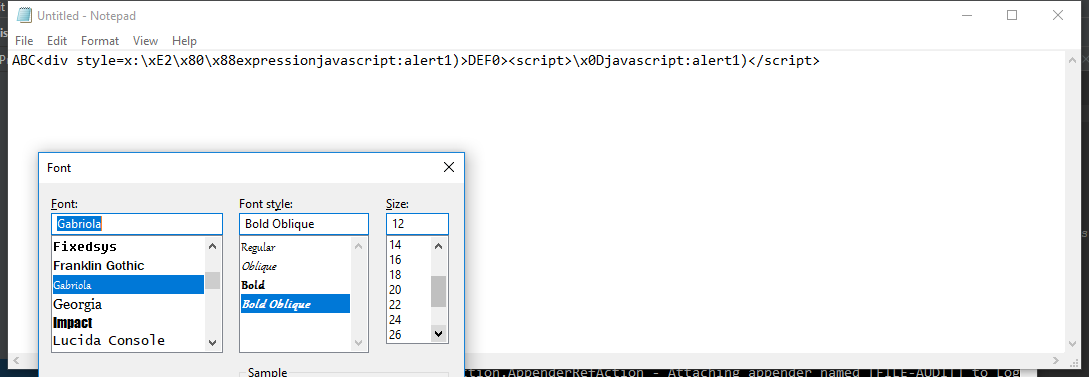 Untitled - Notepad
File Edit Format View Help
ABC<div style=x:\xE2\x80\x88expressionjavascript:alert1)>DEF0><script>\x0Djavascript:alert1)</script>
Font
Font: Font style: Size:
Gabriola Bold Oblique 12
Fixedsys Regular 14
Franklin Gothic Oblique 16
Gabriola Bold 18
Georgia Bold Oblique 20
Impact 22
Lucida Console 24
26
Sample
ction.AppenderRefAction - Attaching appender named [FILE-AUDIT] to Log